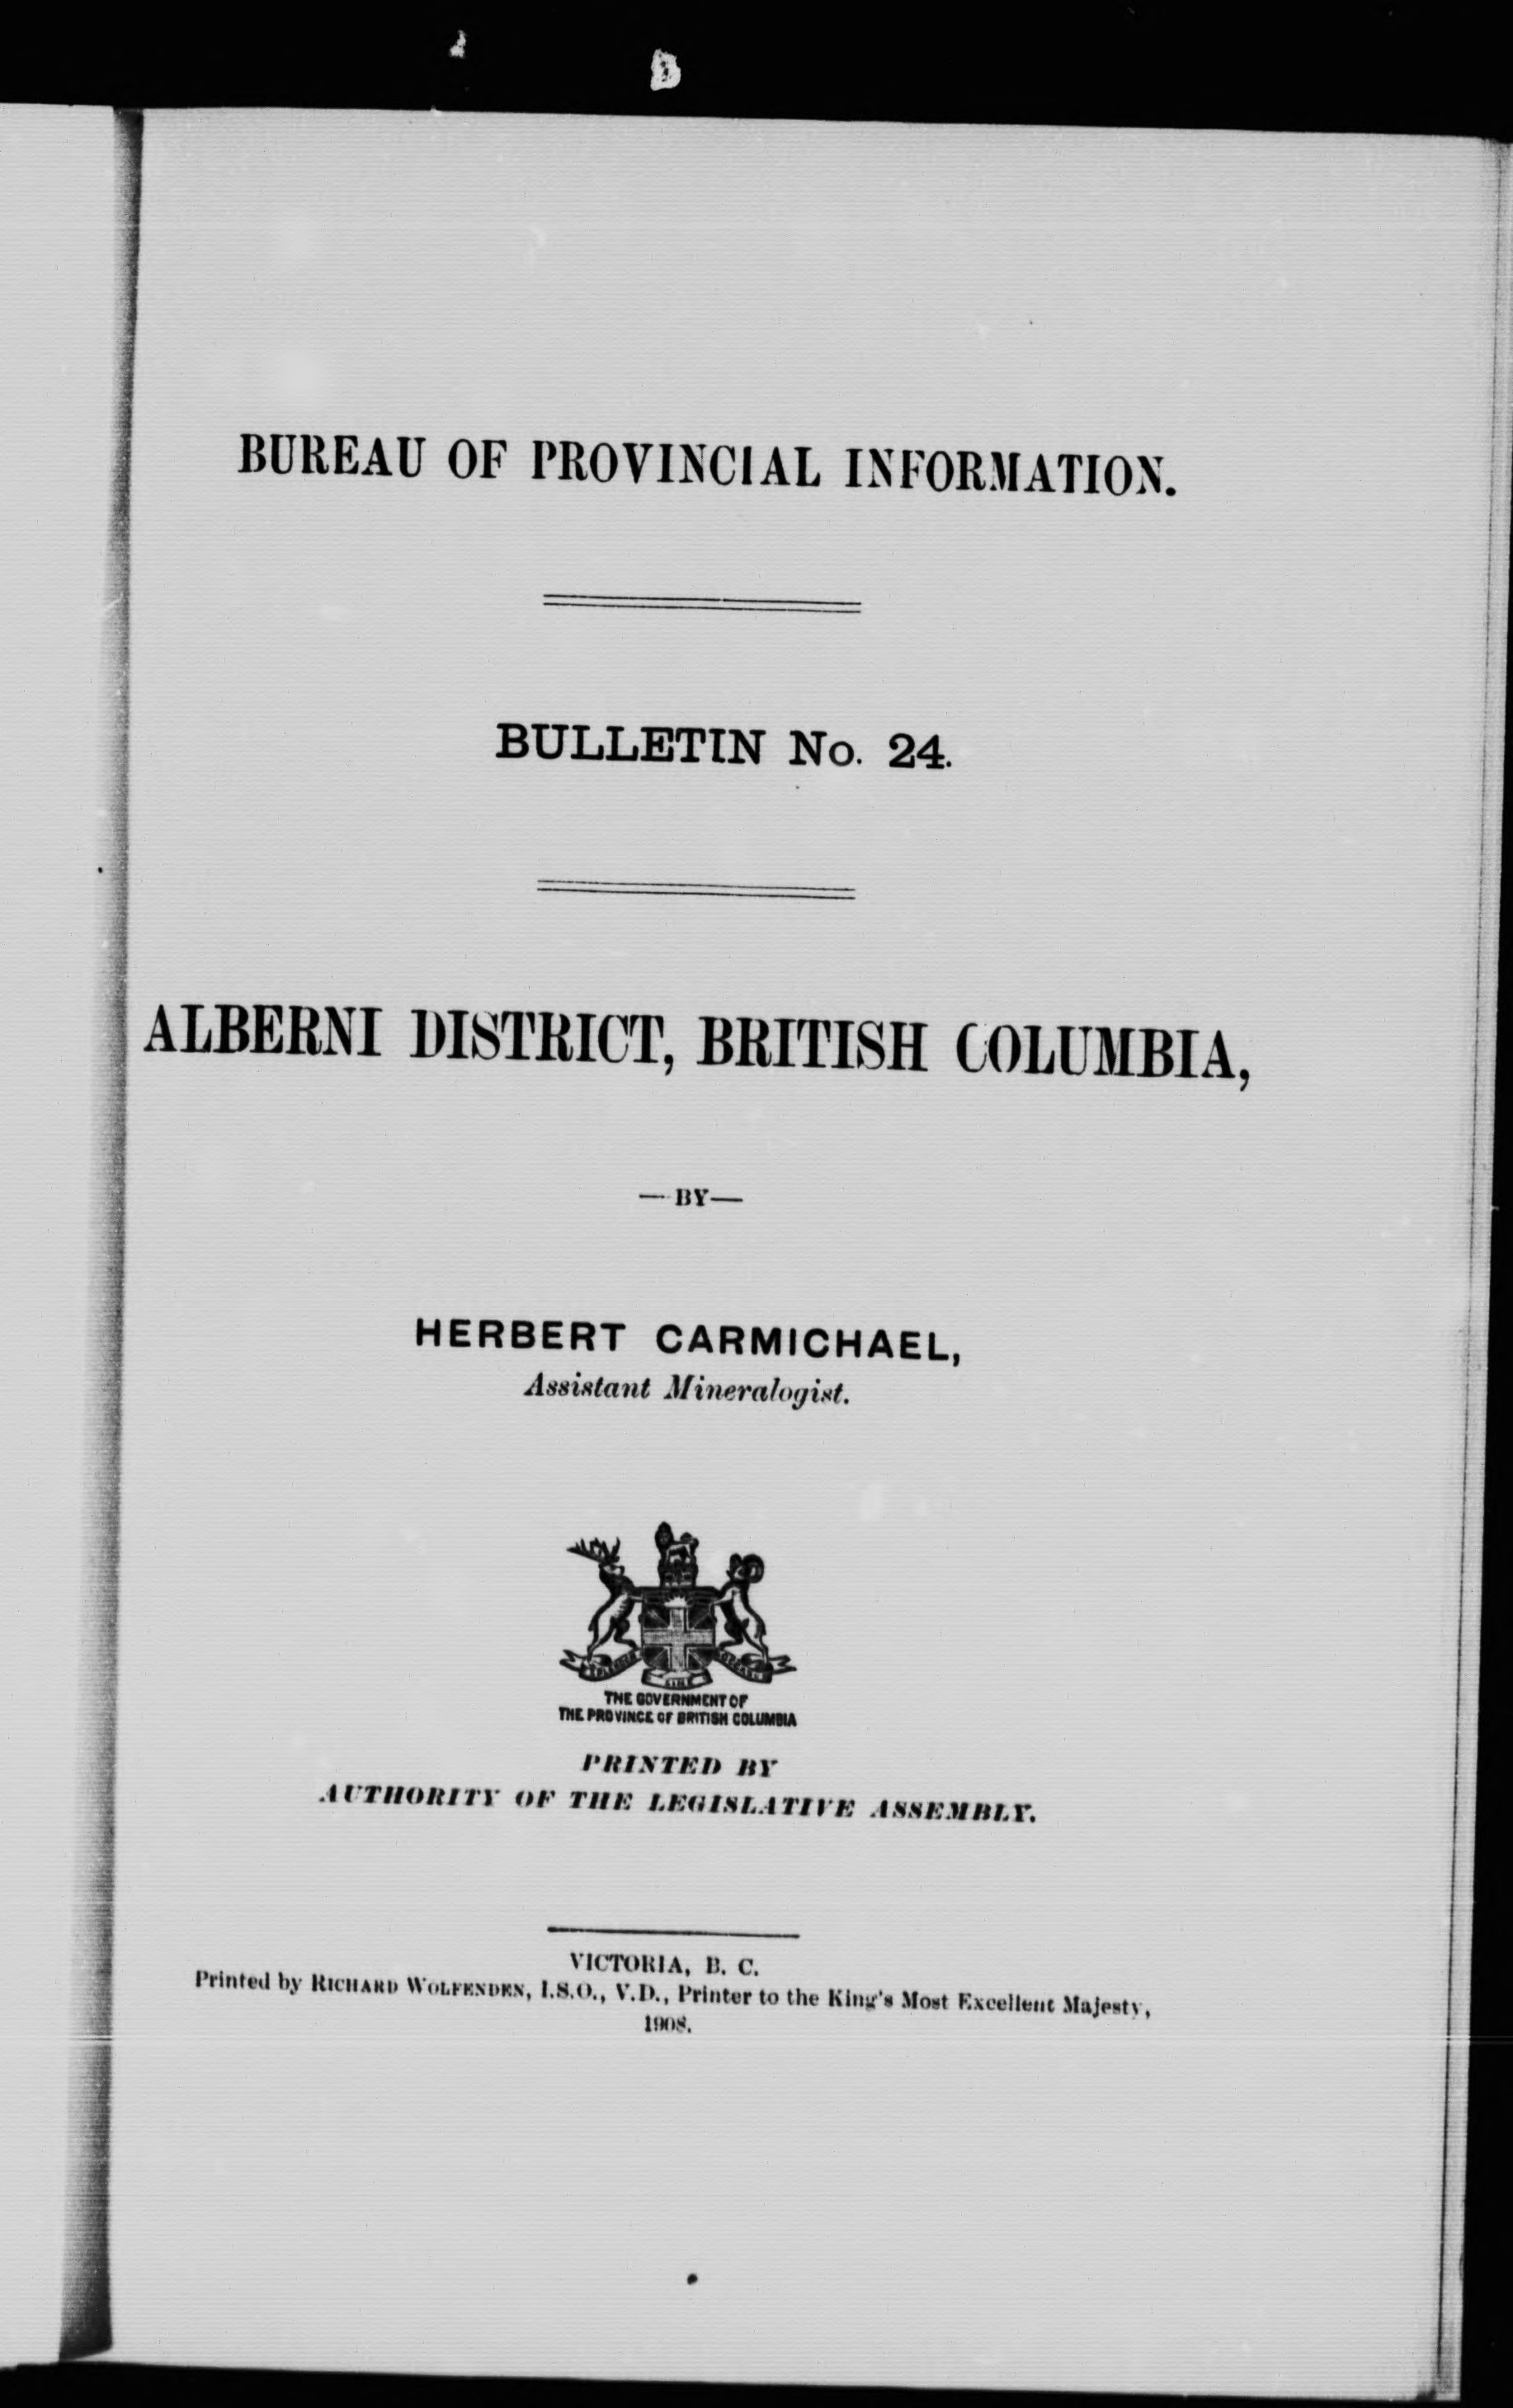 BUREAU OF PROVINCIAL INFORMATION.
BULLETIN No. 24.
ALBERNI DISTRICT, BRITISH COLUMBIA,
—BY—
HERBERT CARMICHAEL,
Assistant Mineralogist.
THE GOVERNMENT OF
THE PROVINCE OF BRITISH COLUMBIA
PRINTED BY
AUTHORITY OF THE LEGISLATIVE ASSEMBLY.
VICTORIA, B. C.
Printed by RICHARD WOLFENDEN, I.S.O., V.D., Printer to the King's Most Excellent Majesty,
1908.